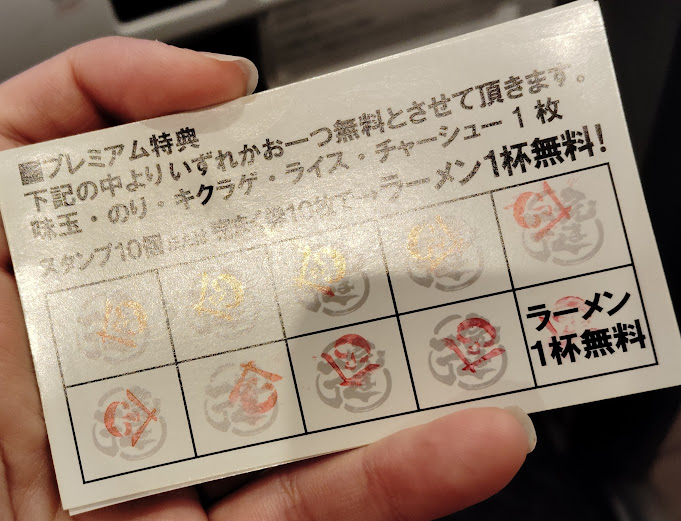 ■プレミアム特典
下記の中よりいずれかお一つ無料とさせて頂きます。
味玉・のり・キクラゲ・ライス・チャーシュー1枚
スタンプ10個
ラーメン1杯無料!
ラーメン
1杯無料